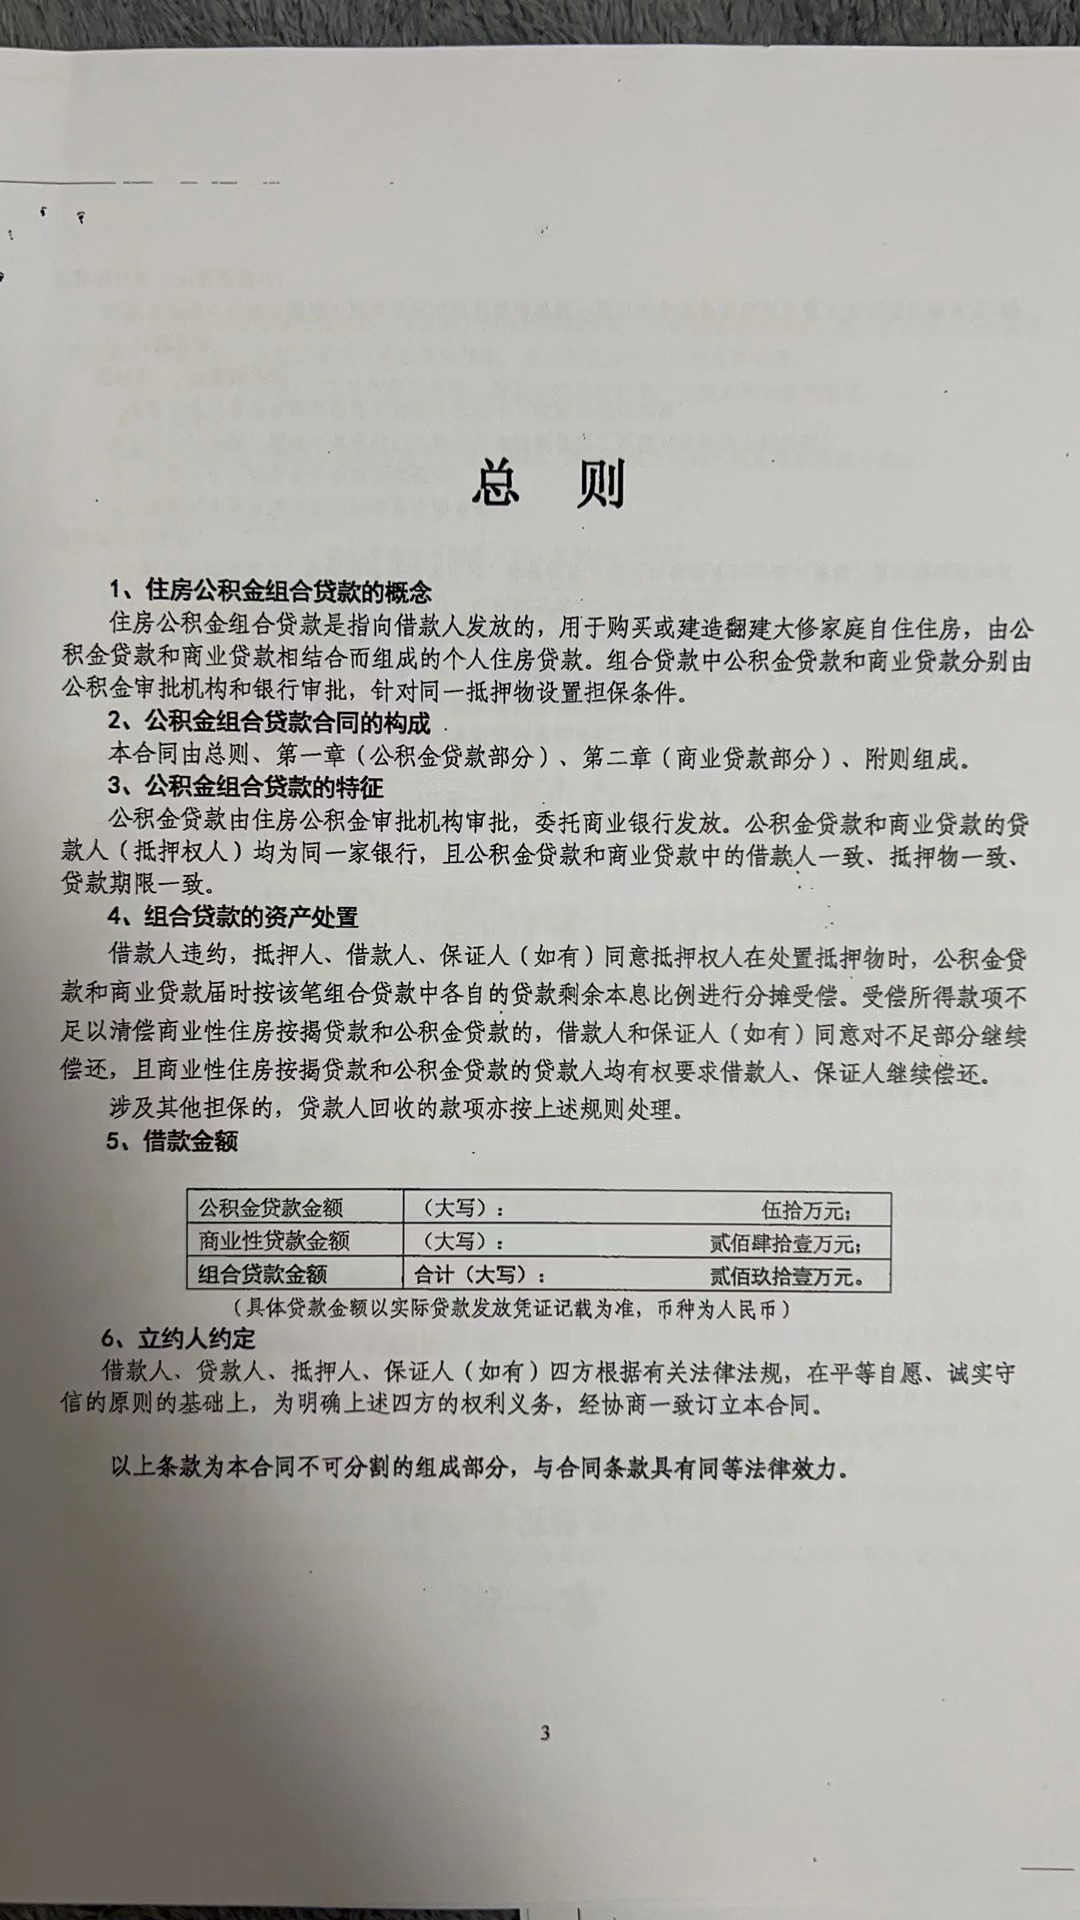 总 则
1、住房公积金组合贷款的概念
住房公积金组合贷款是指向借款人发放的，用于购买或建造翻建大修家庭自住住房，由公
积金贷款和商业贷款相结合而组成的个人住房贷款。组合贷款中公积金贷款和商业贷款分别由
公积金审批机构和银行审批，针对同一抵押物设置担保条件。
2、公积金组合贷款合同的构成
本合同由总则、第一章（公积金贷款部分）、第二章（商业贷款部分）、附则组成。
3、公积金组合贷款的特征
公积金贷款由住房公积金审批机构审批，委托商业银行发放。公积金贷款和商业贷款的贷
款人（抵押权人）均为同一家银行，且公积金贷款和商业贷款中的借款人一致、抵押物一致、
贷款期限一致。
4、组合贷款的资产处置
借款人违约，抵押人、借款人、保证人（如有）同意抵押权人在处置抵押物时，公积金贷
款和商业贷款届时按该笔组合贷款中各自的贷款剩余本息比例进行分摊受偿。受偿所得款项不
足以清偿商业性住房按揭贷款和公积金贷款的，借款人和保证人（如有）同意对不足部分继续
偿还，且商业性住房按揭贷款和公积金贷款的贷款人均有权要求借款人、保证人继续偿还。
涉及其他担保的，贷款人回收的款项亦按上述规则处理。
5、借款金额
公积金贷款金额 （大写）： 伍拾万元；
商业性贷款金额 （大写）： 贰佰肆拾壹万元；
组合贷款金额 合计（大写）： 贰佰玖拾壹万元。
（具体贷款金额以实际贷款发放凭证记载为准，币种为人民币）
6、立约人约定
借款人、贷款人、抵押人、保证人（如有）四方根据有关法律法规，在平等自愿、诚实守
信的原则的基础上，为明确上述四方的权利义务，经协商一致订立本合同。
以上条款为本合同不可分割的组成部分，与合同条款具有同等法律效力。
3